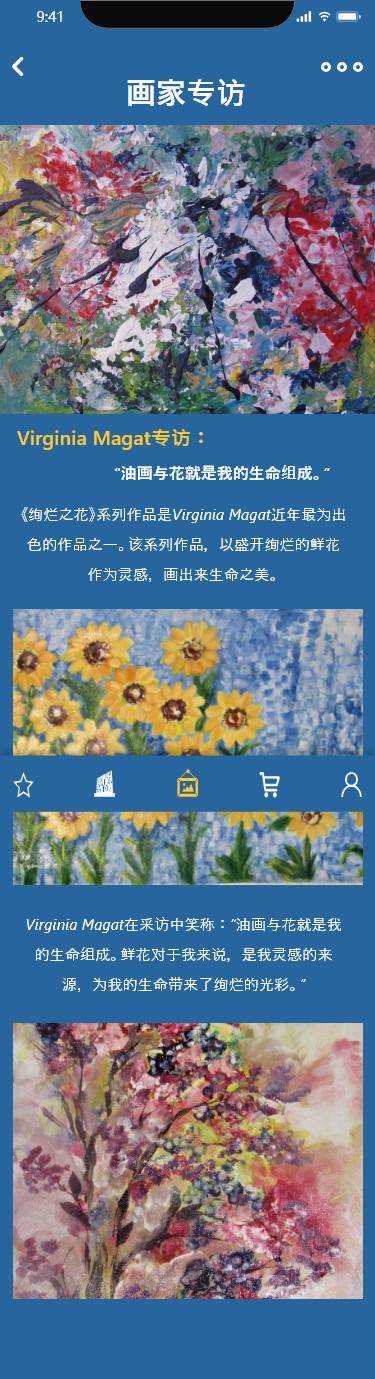 9:41
画家专访
Virginia Magat专访：
“油画与花就是我的生命组成。”
《绚烂之花》系列作品是Virginia Magat近年最为出
色的作品之一。该系列作品，以盛开绚烂的鲜花
作为灵感，画出来生命之美。
Virginia Magat在采访中笑称：“油画与花就是我
的生命组成。鲜花对于我来说，是我灵感的来
源，为我的生命带来了绚烂的光彩。”